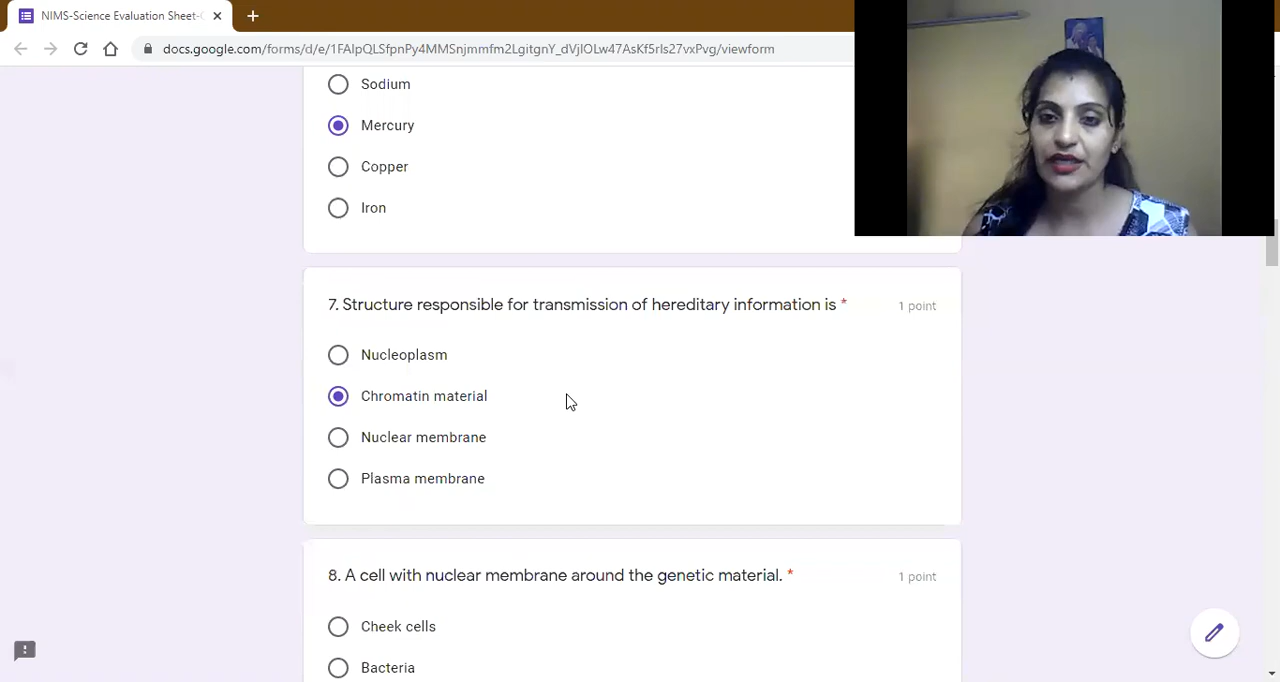 NIMS-Science Evaluation Sheet-
docs.google.com/forms/d/e/1FAIpQLSfpnPy4MMSnjmmfm2LgitgnY_dVjlOLw47AsKf5rls27vxPvg/viewform
Sodium
Mercury
Copper
Iron
7. Structure responsible for transmission of hereditary information is *
1 point
Nucleoplasm
Chromatin material
Nuclear membrane
Plasma membrane
8. A cell with nuclear membrane around the genetic material. *
1 point
Cheek cells
Bacteria